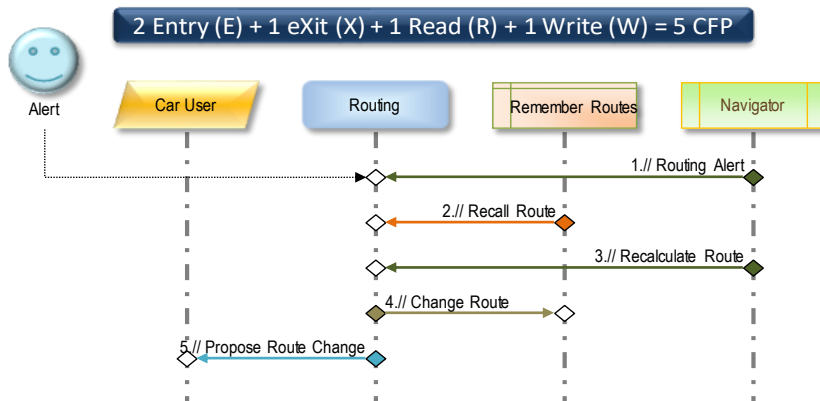 2 Entry (E) + 1 eXit (X) + 1 Read (R) + 1 Write (W) = 5 CFP
Alert
Car User
Routing
Remember Routes
Navigator
1.// Routing Alert
2.// Recall Route
3.// Recalculate Route
4.// Change Route
5.// Propose Route Change